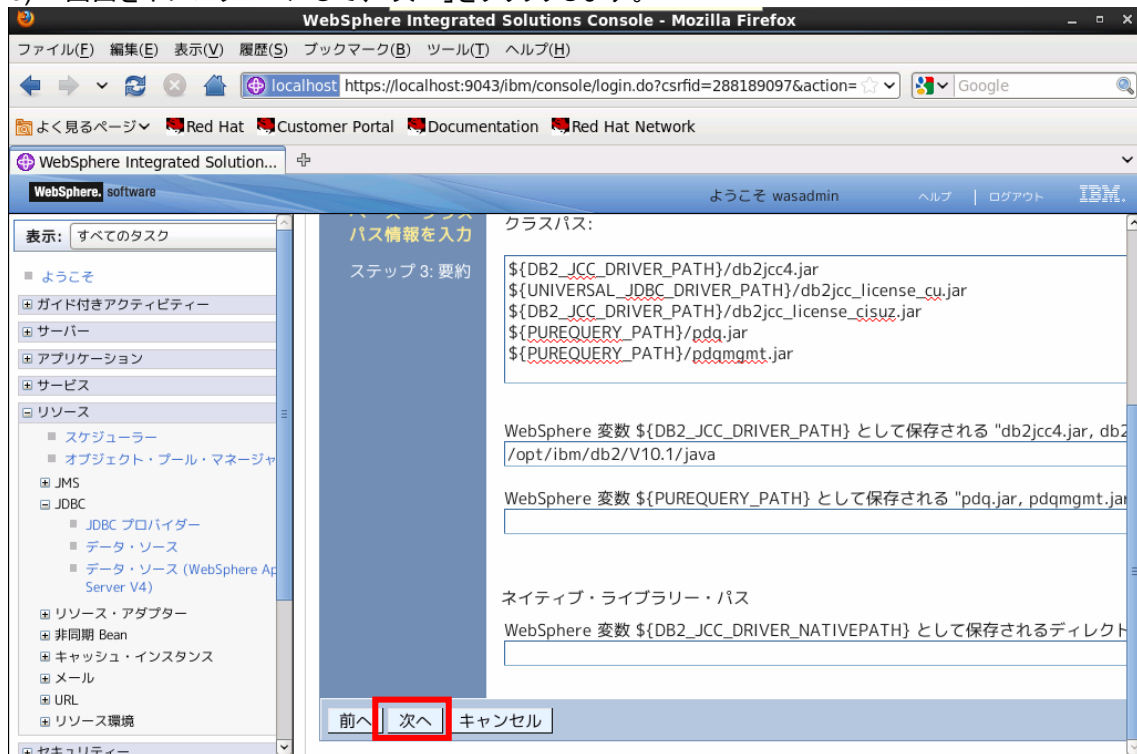 WebSphere Integrated Solutions Console - Mozilla Firefox
ファイル(F) 編集(E) 表示(V) 履歴(S) ブックマーク(B) ツール(T) ヘルプ(H)
localhost https://localhost:9043/ibm/console/login.do?csrfid=288189097&action= Google
よく見るページ Red Hat Customer Portal Documentation Red Hat Network
WebSphere Integrated Solution...
WebSphere. software ようこそ wasadmin ヘルプ | ログアウト IBM.
表示: すべてのタスク
ようこそ
ガイド付きアクティビティー
サーバー
アプリケーション
サービス
リソース
スケジューラー
オブジェクト・プール・マネージャ
JMS
JDBC
JDBC プロバイダー
データ・ソース
データ・ソース (WebSphere Ap
Server V4)
リソース・アダプター
非同期 Bean
キャッシュ・インスタンス
メール
URL
リソース環境
セキュリティー
パス情報を入力
ステップ 3: 要約
クラスパス:
${DB2_JCC_DRIVER_PATH}/db2jcc4.jar
${UNIVERSAL_JDBC_DRIVER_PATH}/db2jcc_license_cu.jar
${DB2_JCC_DRIVER_PATH}/db2jcc_license_cisuz.jar
${PUREQUERY_PATH}/pdq.jar
${PUREQUERY_PATH}/pdqmgmt.jar
WebSphere 変数 ${DB2_JCC_DRIVER_PATH} として保存される "db2jcc4.jar, db2
/opt/ibm/db2/V10.1/java
WebSphere 変数 ${PUREQUERY_PATH} として保存される "pdq.jar, pdqmgmt.jar
ネイティブ・ライブラリー・パス
WebSphere 変数 ${DB2_JCC_DRIVER_NATIVEPATH} として保存されるディレクト
前へ 次へ キャンセル